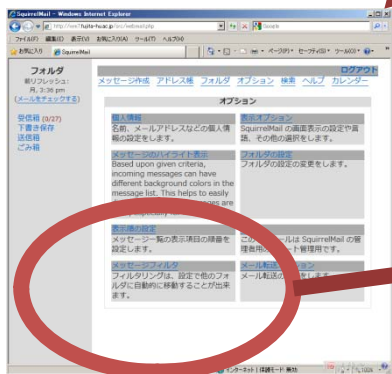 SquirrelMail - Windows Internet Explorer
Google
ファイル(F) 編集(E) 表示(V) お気に入り(A) ツール(T) ヘルプ(H)
お気に入り SquirrelMail
ページ(P) セーフティ(S) ツール(O)
フォルダ
新リフレッシュ:
月, 3:36 pm
(メールをチェックする)
受信箱 (0/27)
下書き保存
送信箱
ごみ箱
ログアウト
メッセージ作成 アドレス帳 フォルダ オプション 検索 ヘルプ カレンダー
オプション
個人情報
名前、メールアドレスなどの個人情報の設定をします。
表示オプション
SquirrelMail の画面表示の設定や言語、その他の選択をします。
メッセージのハイライト表示
Based upon given criteria,
incoming messages can have
different background colors in the
message list. This helps to easily
are
フォルダの設定
フォルダの設定の変更をします。
表示順の設定
メッセージ一覧の表示項目の順番を設定します。
ールは SquirrelMail の管
ート管理用です。
メッセージフィルタ
フィルタリングは、設定で他のフォルダに自動的に移動することが出来ます。
メール転送
メール転送の
します。
インターネット | 保護モード: 無効